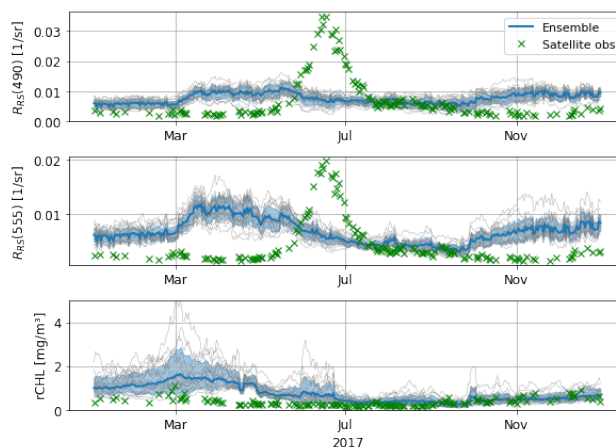 R_RS(490) [1/sr]
0.03
0.02
0.01
0.00
Ensemble
Satellite obs
Mar
Jul
Nov
R_RS(555) [1/sr]
0.02
0.01
Mar
Jul
Nov
rCHL [mg/m³]
4
2
0
Mar
Jul
Nov
2017